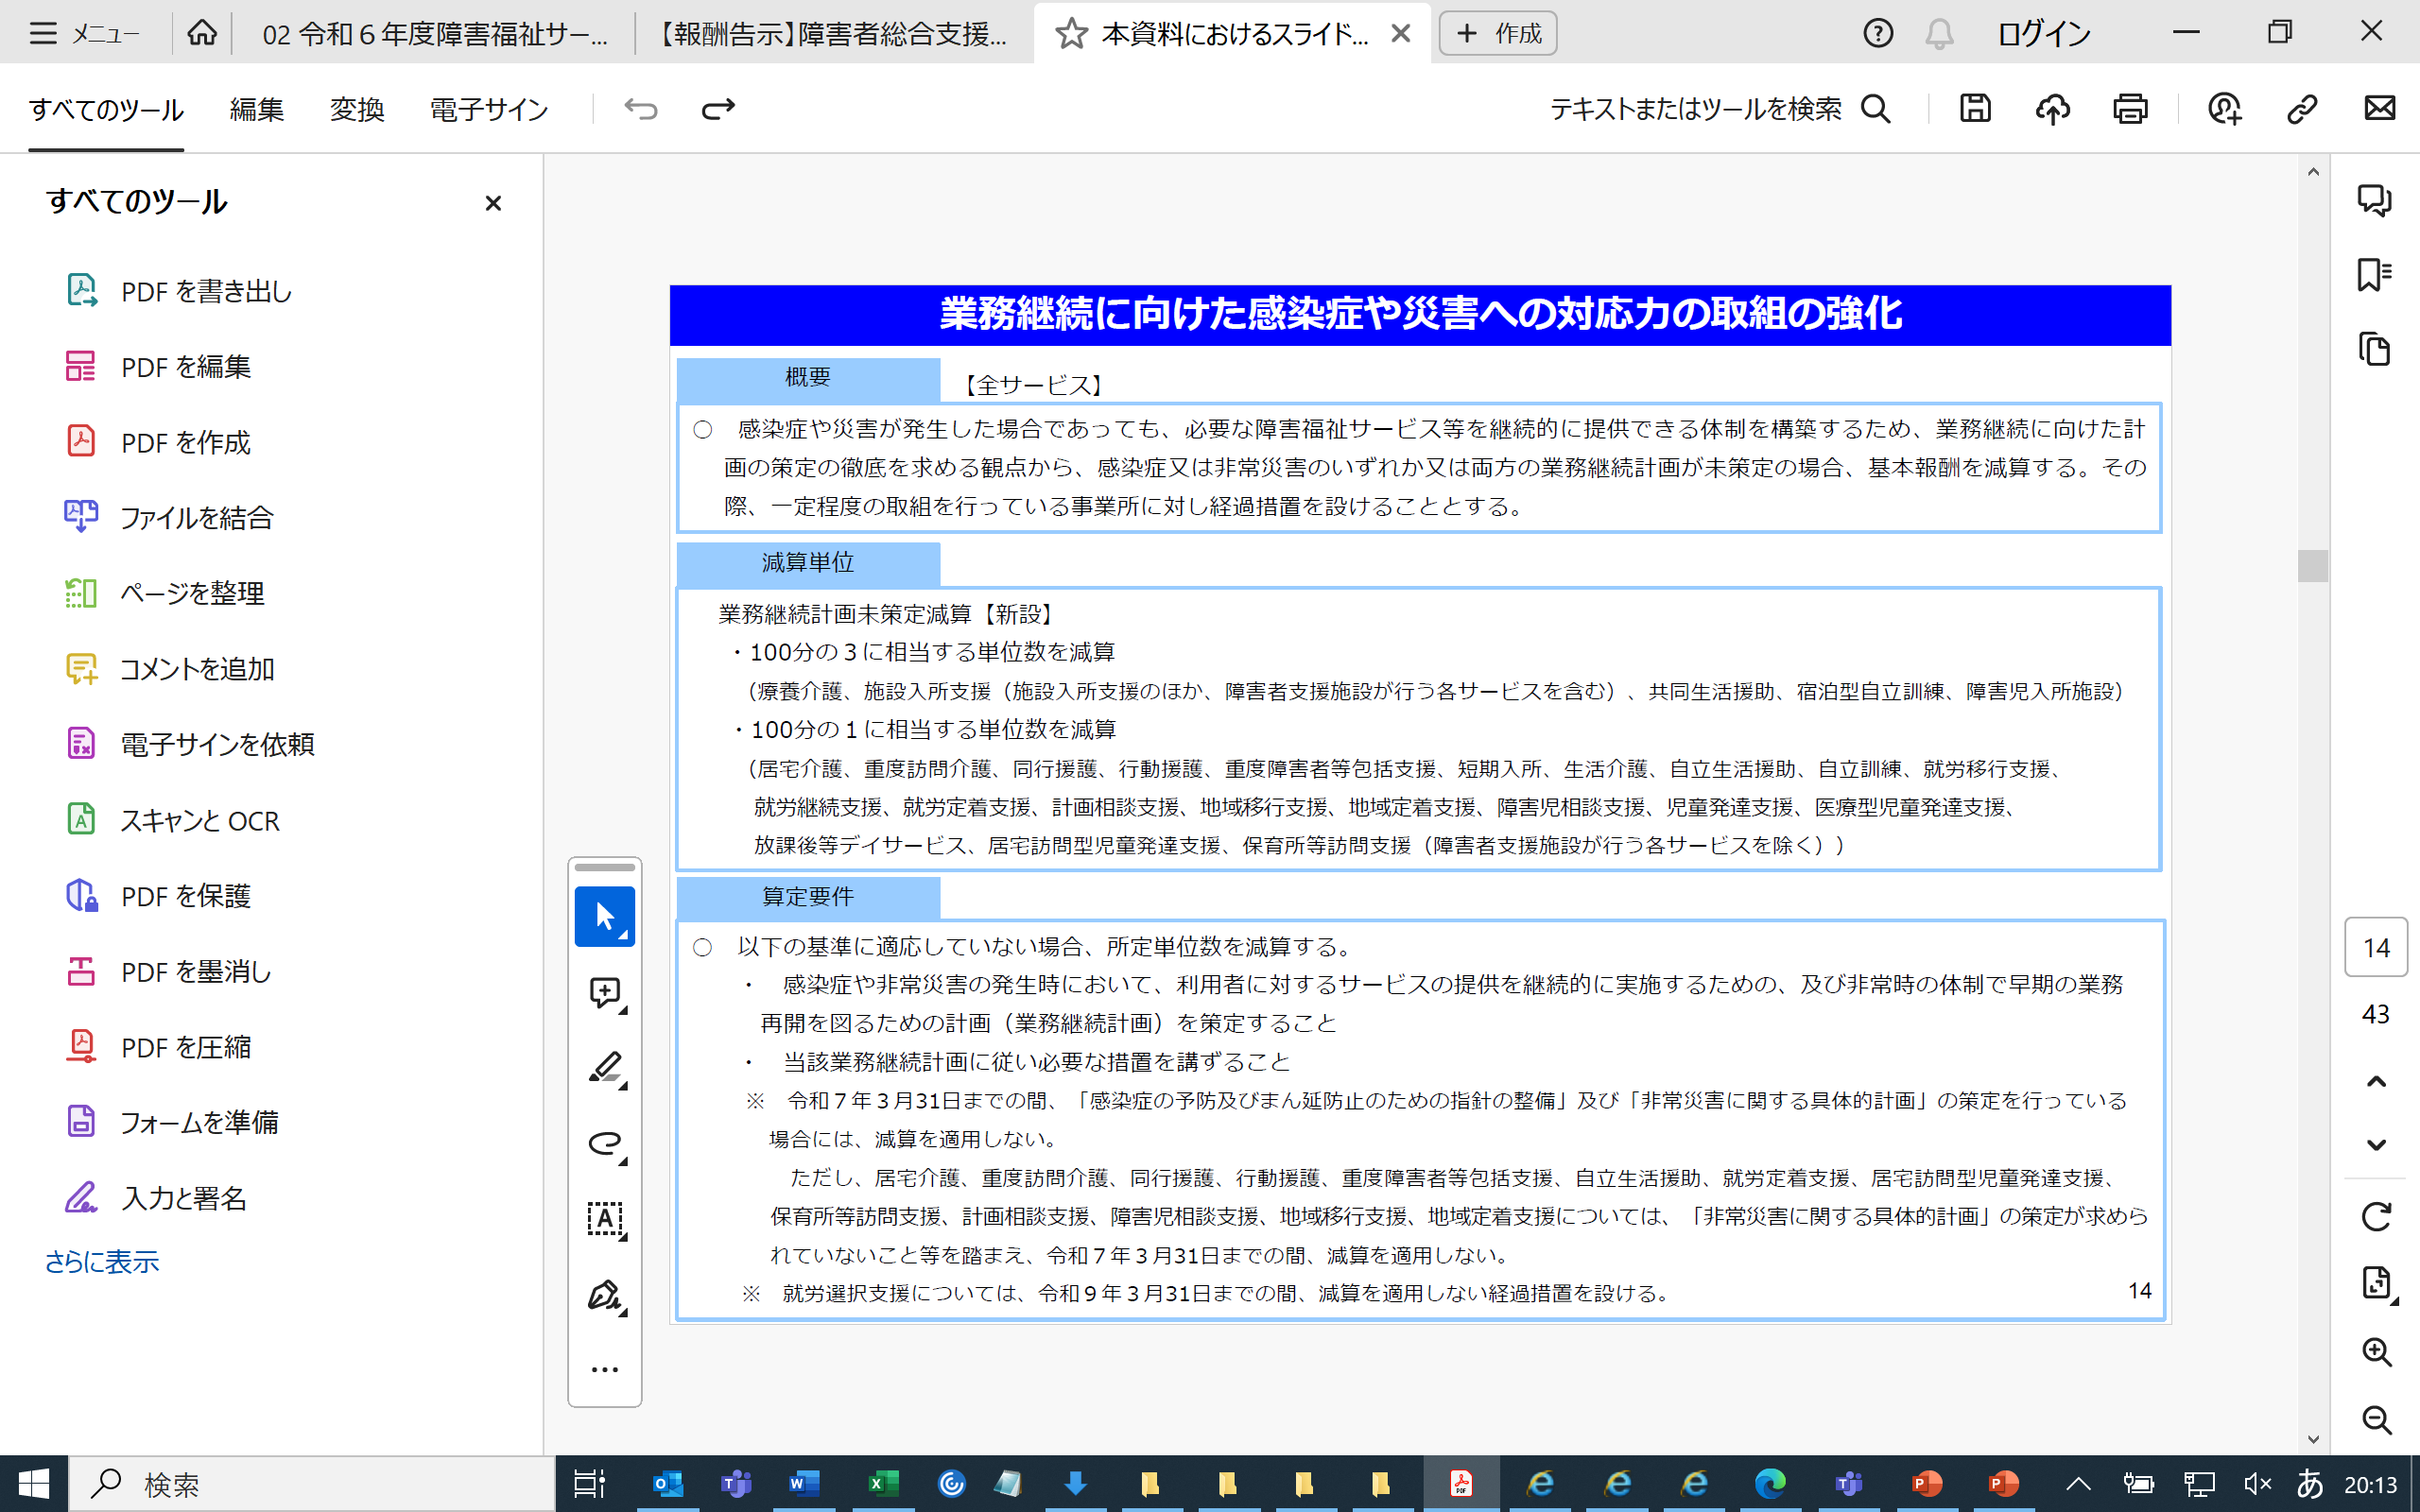 メニュー
02 令和６年度障害福祉サー...
【報酬告示】障害者総合支援...
本資料におけるスライド...
作成
ログイン
すべてのツール
編集
変換
電子サイン
テキストまたはツールを検索
すべてのツール
PDF を書き出し
PDF を編集
PDF を作成
ファイルを結合
ページを整理
コメントを追加
電子サインを依頼
スキャンと OCR
PDF を保護
PDF を墨消し
PDF を圧縮
フォームを準備
入力と署名
さらに表示
業務継続に向けた感染症や災害への対応力の取組の強化
概要
【全サービス】
○　感染症や災害が発生した場合であっても、必要な障害福祉サービス等を継続的に提供できる体制を構築するため、業務継続に向けた計
画の策定の徹底を求める観点から、感染症又は非常災害のいずれか又は両方の業務継続計画が未策定の場合、基本報酬を減算する。その
際、一定程度の取組を行っている事業所に対し経過措置を設けることとする。
減算単位
業務継続計画未策定減算【新設】
・100分の３に相当する単位数を減算
（療養介護、施設入所支援（施設入所支援のほか、障害者支援施設が行う各サービスを含む）、共同生活援助、宿泊型自立訓練、障害児入所施設）
・100分の１に相当する単位数を減算
（居宅介護、重度訪問介護、同行援護、行動援護、重度障害者等包括支援、短期入所、生活介護、自立生活援助、自立訓練、就労移行支援、
就労継続支援、就労定着支援、計画相談支援、地域移行支援、地域定着支援、障害児相談支援、児童発達支援、医療型児童発達支援、
放課後等デイサービス、居宅訪問型児童発達支援、保育所等訪問支援（障害者支援施設が行う各サービスを除く））
算定要件
○　以下の基準に適応していない場合、所定単位数を減算する。
・　感染症や非常災害の発生時において、利用者に対するサービスの提供を継続的に実施するための、及び非常時の体制で早期の業務
再開を図るための計画（業務継続計画）を策定すること
・　当該業務継続計画に従い必要な措置を講ずること
※　令和７年３月31日までの間、「感染症の予防及びまん延防止のための指針の整備」及び「非常災害に関する具体的計画」の策定を行っている
場合には、減算を適用しない。
ただし、居宅介護、重度訪問介護、同行援護、行動援護、重度障害者等包括支援、自立生活援助、就労定着支援、居宅訪問型児童発達支援、
保育所等訪問支援、計画相談支援、障害児相談支援、地域移行支援、地域定着支援については、「非常災害に関する具体的計画」の策定が求めら
れていないこと等を踏まえ、令和７年３月31日までの間、減算を適用しない。
※　就労選択支援については、令和９年３月31日までの間、減算を適用しない経過措置を設ける。
14
14
43
検索
あ
20:13